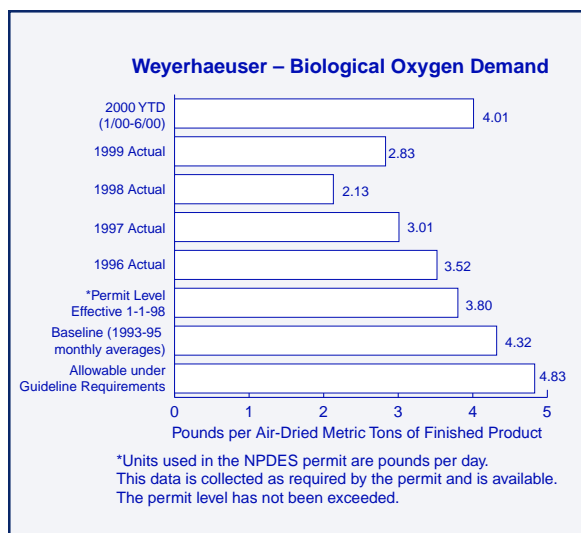 Weyerhaeuser – Biological Oxygen Demand
2000 YTD
(1/00-6/00)
4.01
1999 Actual
2.83
1998 Actual
2.13
1997 Actual
3.01
1996 Actual
3.52
*Permit Level
Effective 1-1-98
3.80
Baseline (1993-95
monthly averages)
4.32
Allowable under
Guideline Requirements
4.83
0 1 2 3 4 5
Pounds per Air-Dried Metric Tons of Finished Product
*Units used in the NPDES permit are pounds per day.
This data is collected as required by the permit and is available.
The permit level has not been exceeded.